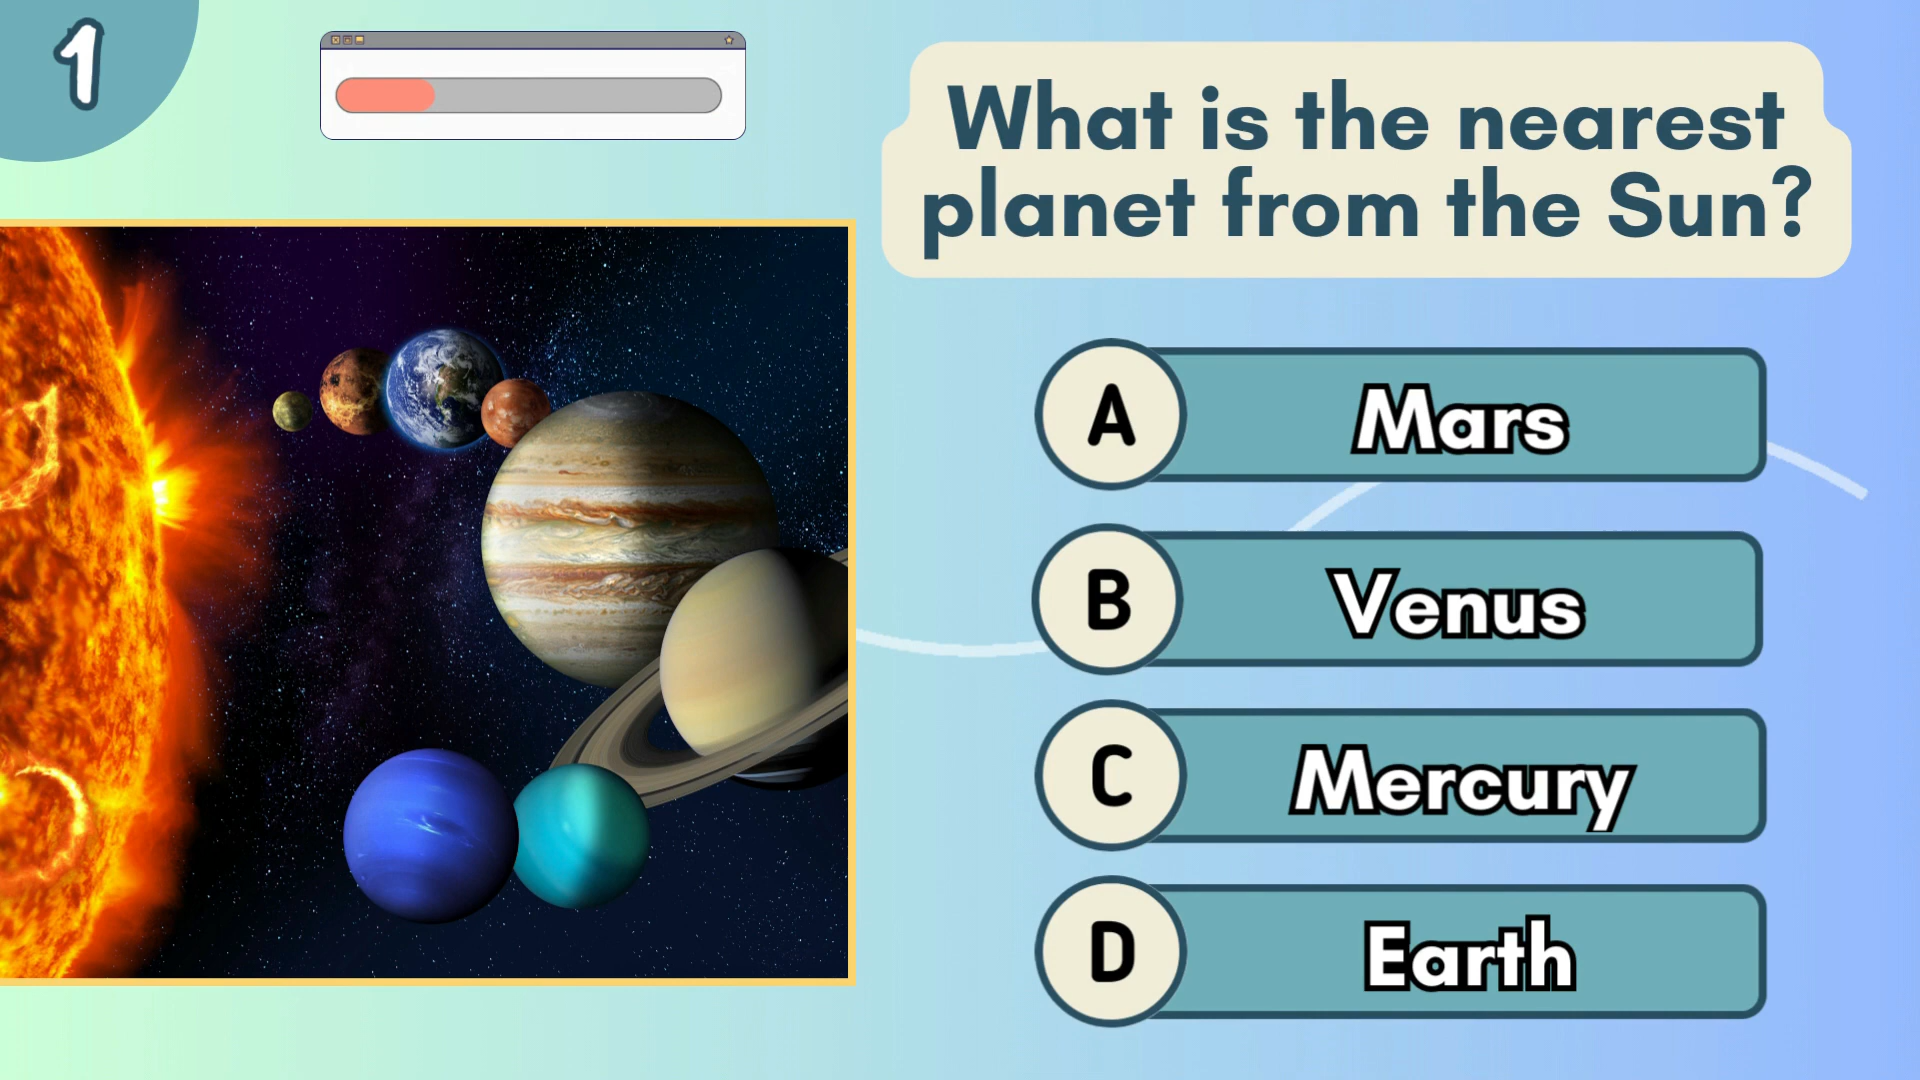 1
What is the nearest
planet from the Sun?
A
Mars
B
Venus
C
Mercury
D
Earth